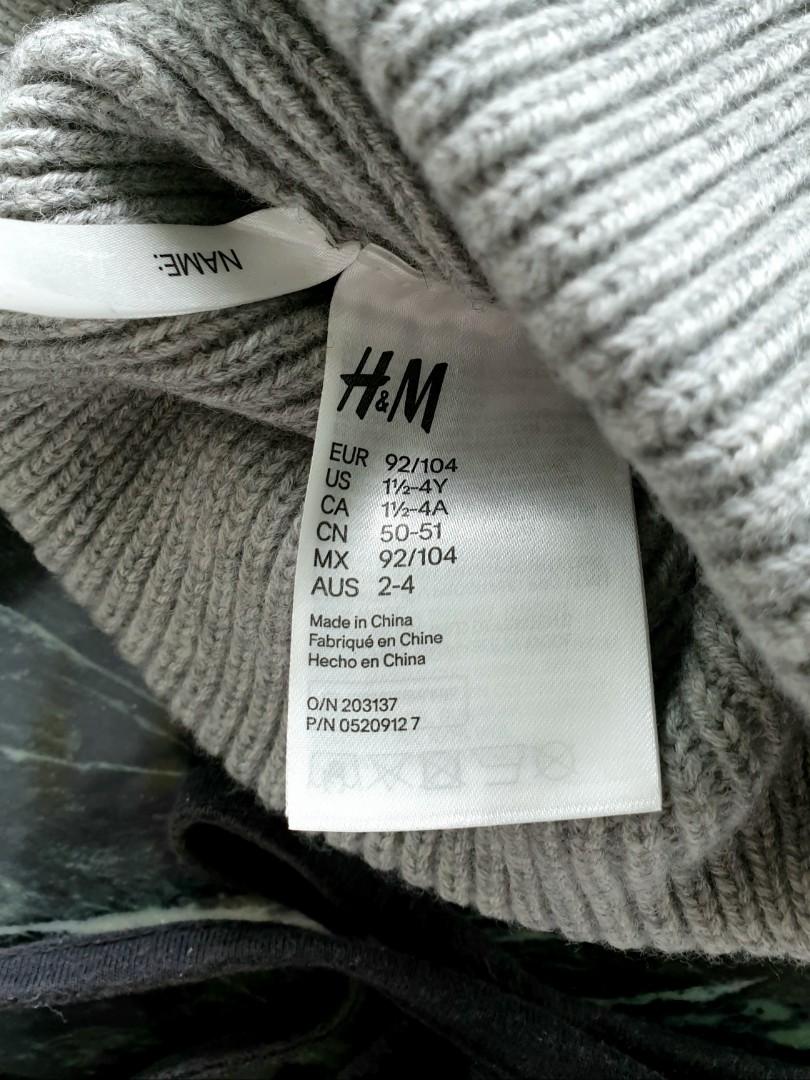 NAME:
H&M
EUR 92/104
US 1½-4Y
CA 1½-4A
CN 50-51
MX 92/104
AUS 2-4
Made in China
Fabriqué en Chine
Hecho en China
O/N 203137
P/N 0520912 7